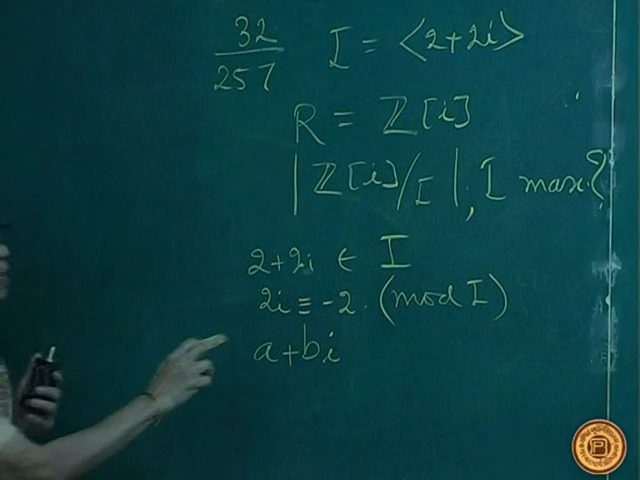 32/257 I = <2+2i>
R = ℤ[i]
|ℤ[i]/I|, I max?
2+2i ∈ I
2i ≡ -2. (mod I)
a+bi